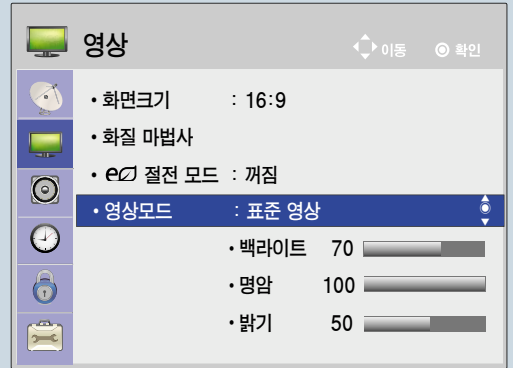 영상 이동 확인
• 화면크기 : 16:9
• 화질 마법사
• e 절전 모드 : 꺼짐
• 영상모드 : 표준 영상
• 백라이트 70
• 명암 100
• 밝기 50